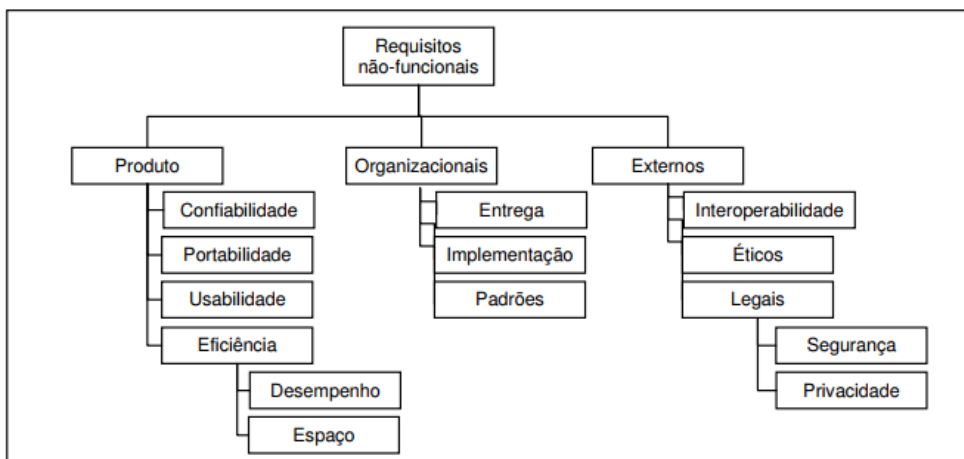 Requisitos
não-funcionais
Produto
Organizacionais
Externos
Confiabilidade
Entrega
Interoperabilidade
Portabilidade
Implementação
Éticos
Usabilidade
Padrões
Legais
Eficiência
Segurança
Desempenho
Privacidade
Espaço